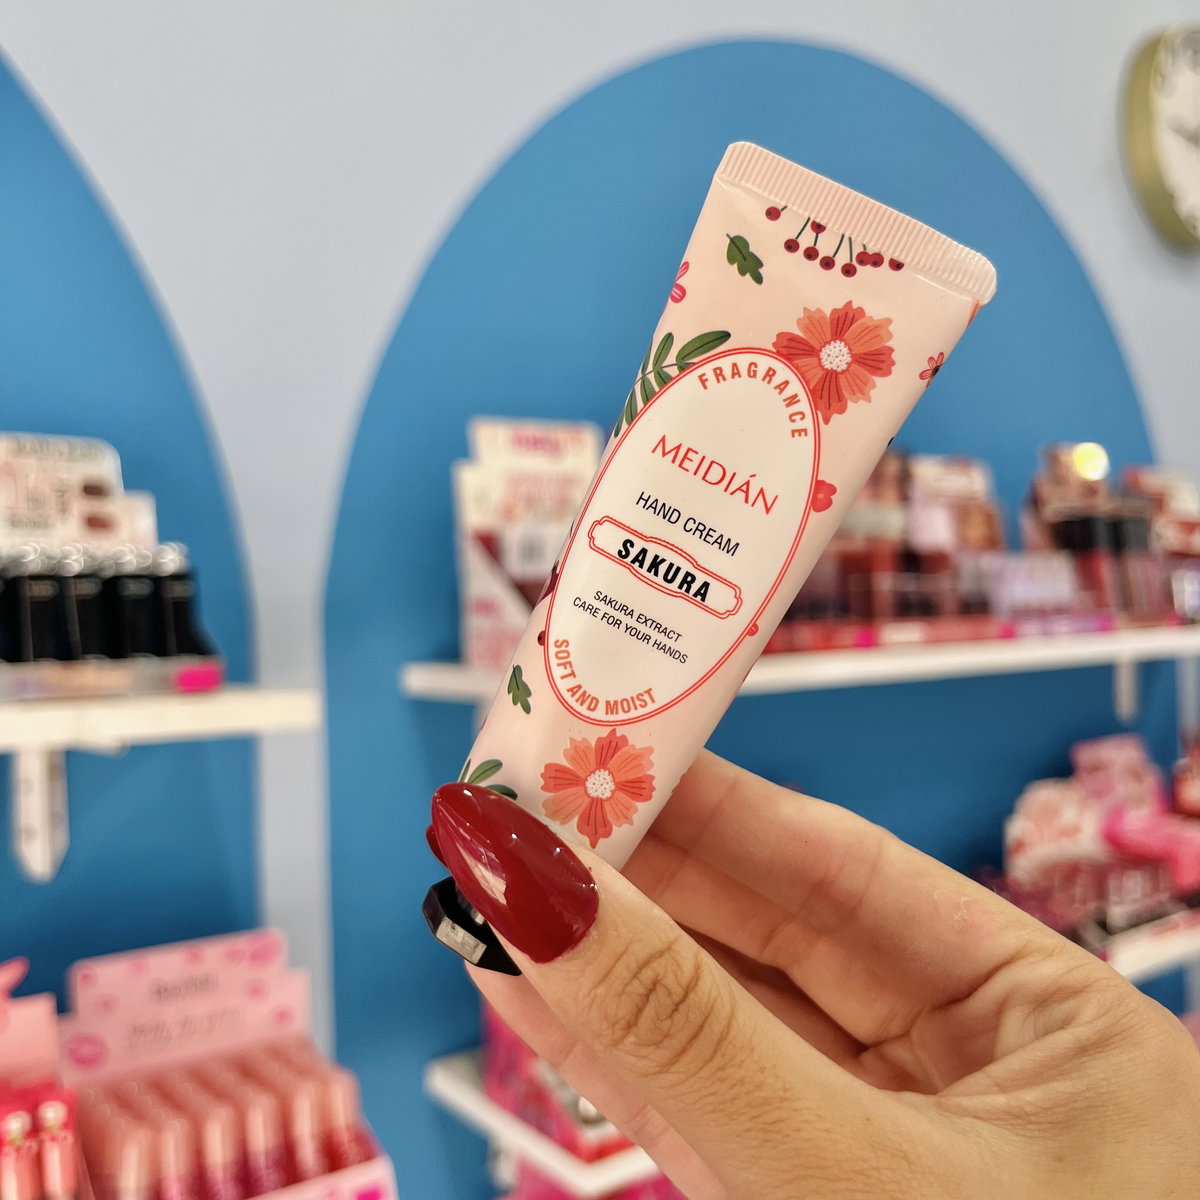 FRAGRANCE
MEIDIÁN
HAND CREAM
SAKURA
SAKURA EXTRACT
CARE FOR YOUR HANDS
SOFT AND MOIST